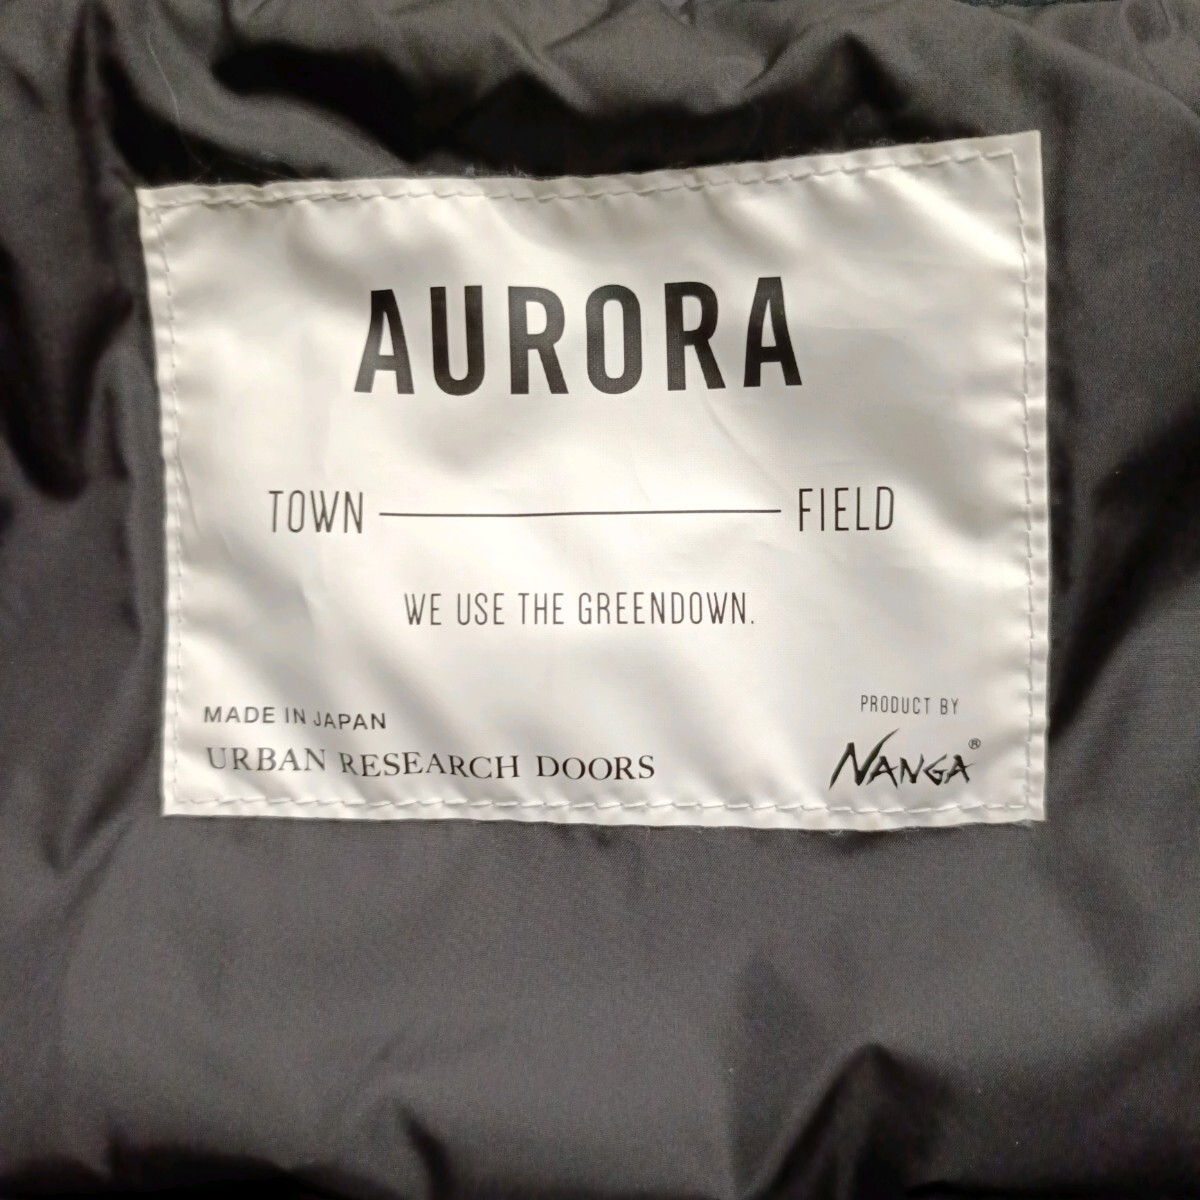 AURORA
TOWN FIELD
WE USE THE GREENDOWN.
PRODUCT BY
MADE IN JAPAN
URBAN RESEARCH DOORS
NANGA®